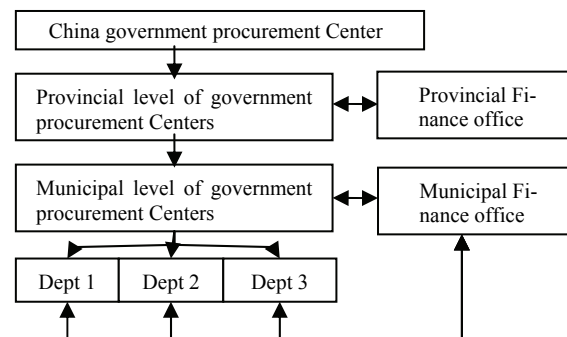 China government procurement Center
Provincial level of government
procurement Centers
Provincial Fi-
nance office
Municipal level of government
procurement Centers
Municipal Fi-
nance office
Dept 1
Dept 2
Dept 3